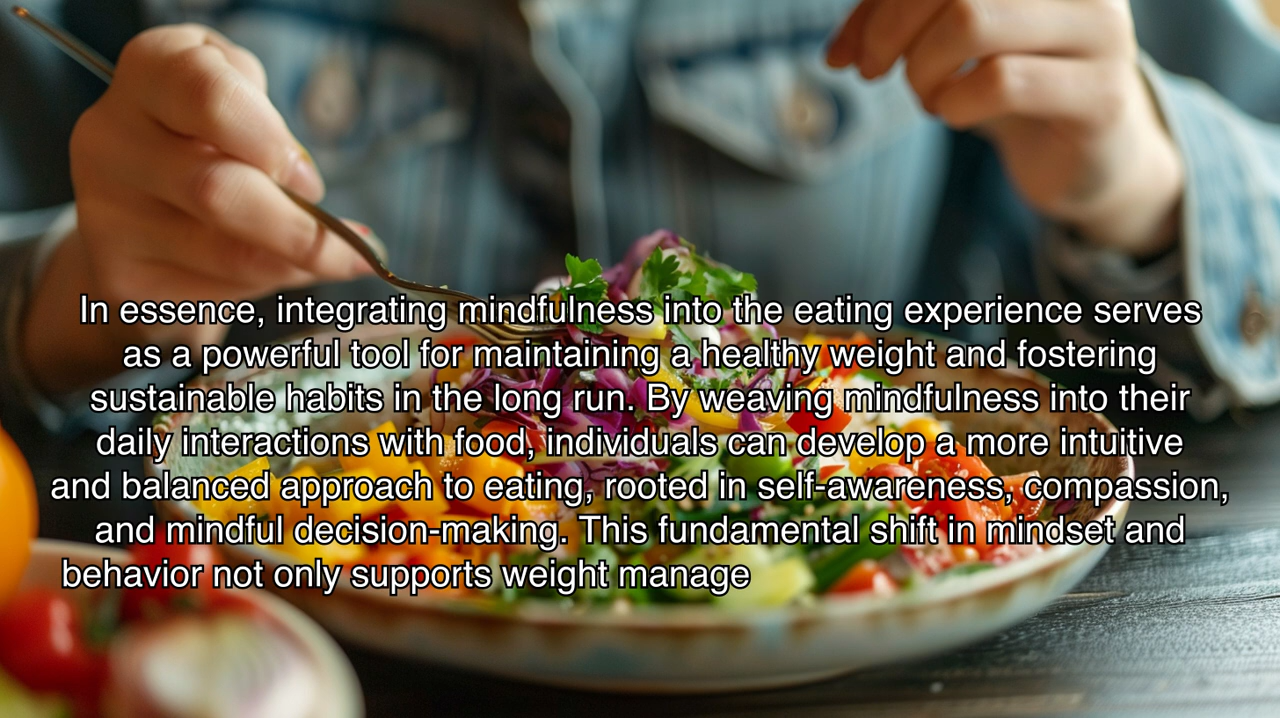 In essence, integrating mindfulness into the eating experience serves
as a powerful tool for maintaining a healthy weight and fostering
sustainable habits in the long run. By weaving mindfulness into their
daily interactions with food, individuals can develop a more intuitive
and balanced approach to eating, rooted in self-awareness, compassion,
and mindful decision-making. This fundamental shift in mindset and
behavior not only supports weight manage